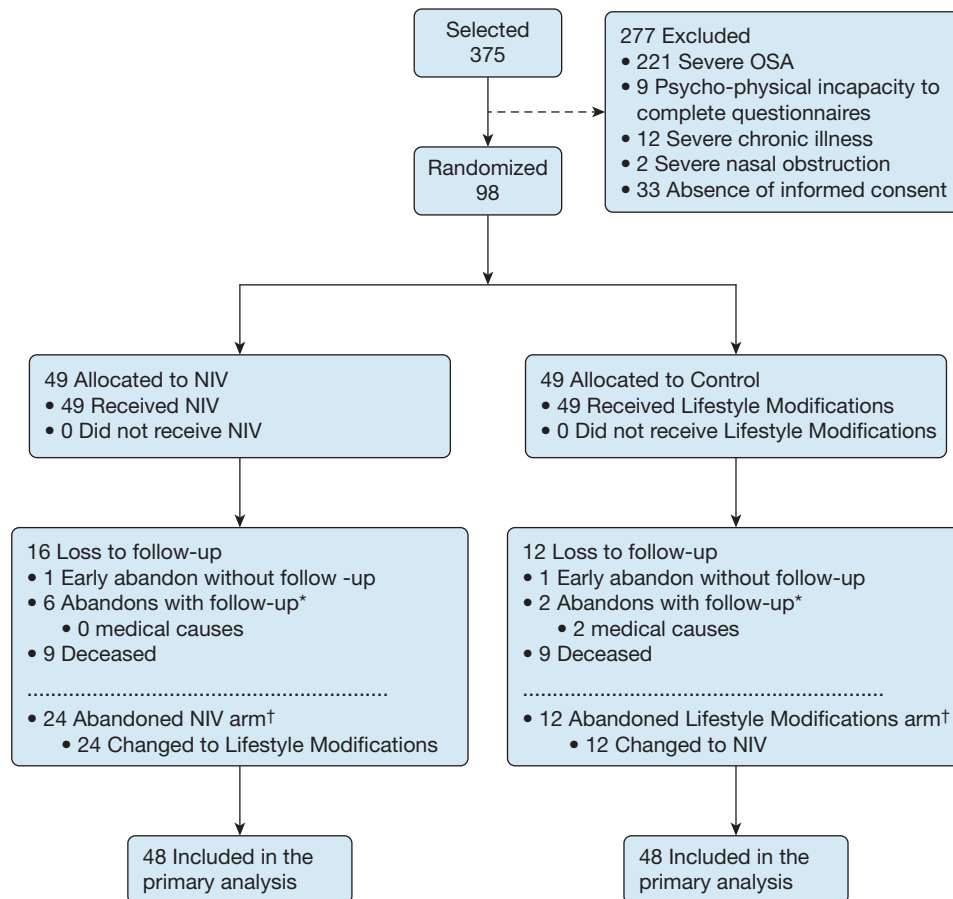 Selected
375
277 Excluded
• 221 Severe OSA
• 9 Psycho-physical incapacity to
complete questionnaires
• 12 Severe chronic illness
• 2 Severe nasal obstruction
• 33 Absence of informed consent
Randomized
98
49 Allocated to NIV
• 49 Received NIV
• 0 Did not receive NIV
49 Allocated to Control
• 49 Received Lifestyle Modifications
• 0 Did not receive Lifestyle Modifications
16 Loss to follow-up
• 1 Early abandon without follow -up
• 6 Abandons with follow-up*
• 0 medical causes
• 9 Deceased
............................................................
• 24 Abandoned NIV arm†
• 24 Changed to Lifestyle Modifications
12 Loss to follow-up
• 1 Early abandon without follow-up
• 2 Abandons with follow-up*
• 2 medical causes
• 9 Deceased
............................................................
• 12 Abandoned Lifestyle Modifications arm†
• 12 Changed to NIV
48 Included in the
primary analysis
48 Included in the
primary analysis